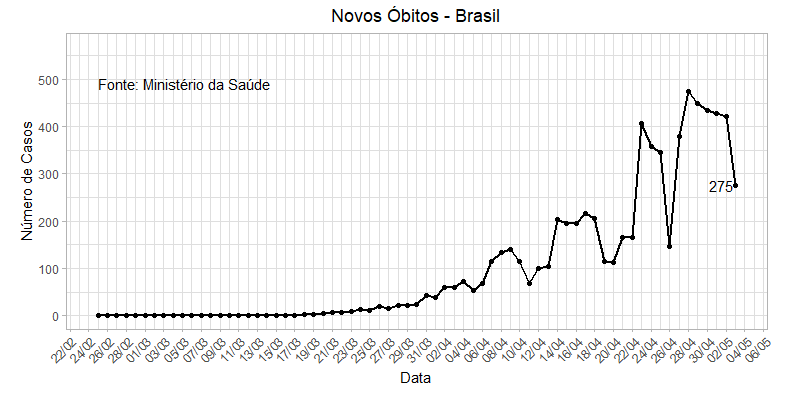 Novos Óbitos - Brasil
Fonte: Ministério da Saúde
500
400
300
275
200
100
0
Número de Casos
22/02 24/02 26/02 28/02 01/03 03/03 05/03 07/03 09/03 11/03 13/03 15/03 17/03 19/03 21/03 23/03 25/03 27/03 29/03 31/03 02/04 04/04 06/04 08/04 10/04 12/04 14/04 16/04 18/04 20/04 22/04 24/04 26/04 28/04 30/04 02/05 04/05 06/05
Data